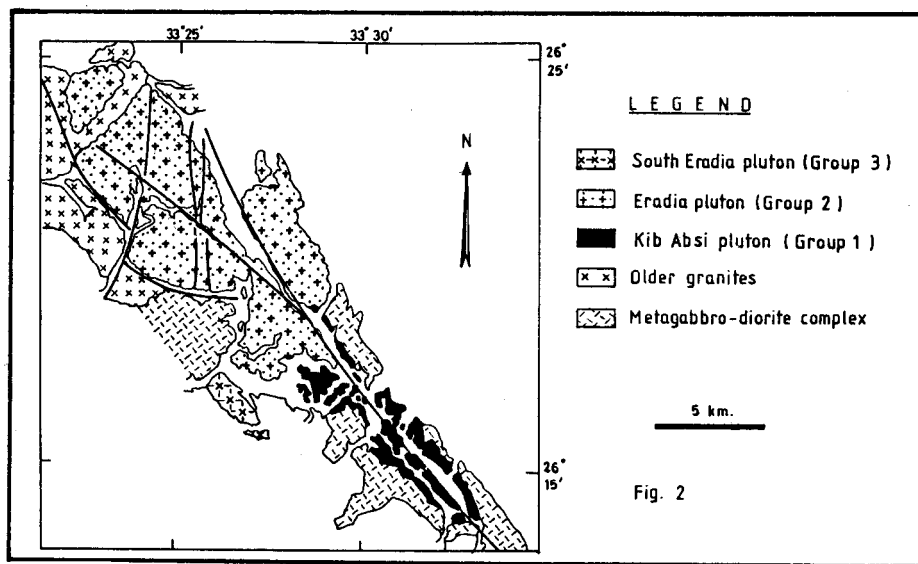 33° 25'
33° 30'
26°
25'
N
26°
15'
LEGEND
South Eradia pluton (Group 3)
Eradia pluton (Group 2)
Kib Absi pluton (Group 1)
Older granites
Metagabbro-diorite complex
5 km.
Fig. 2